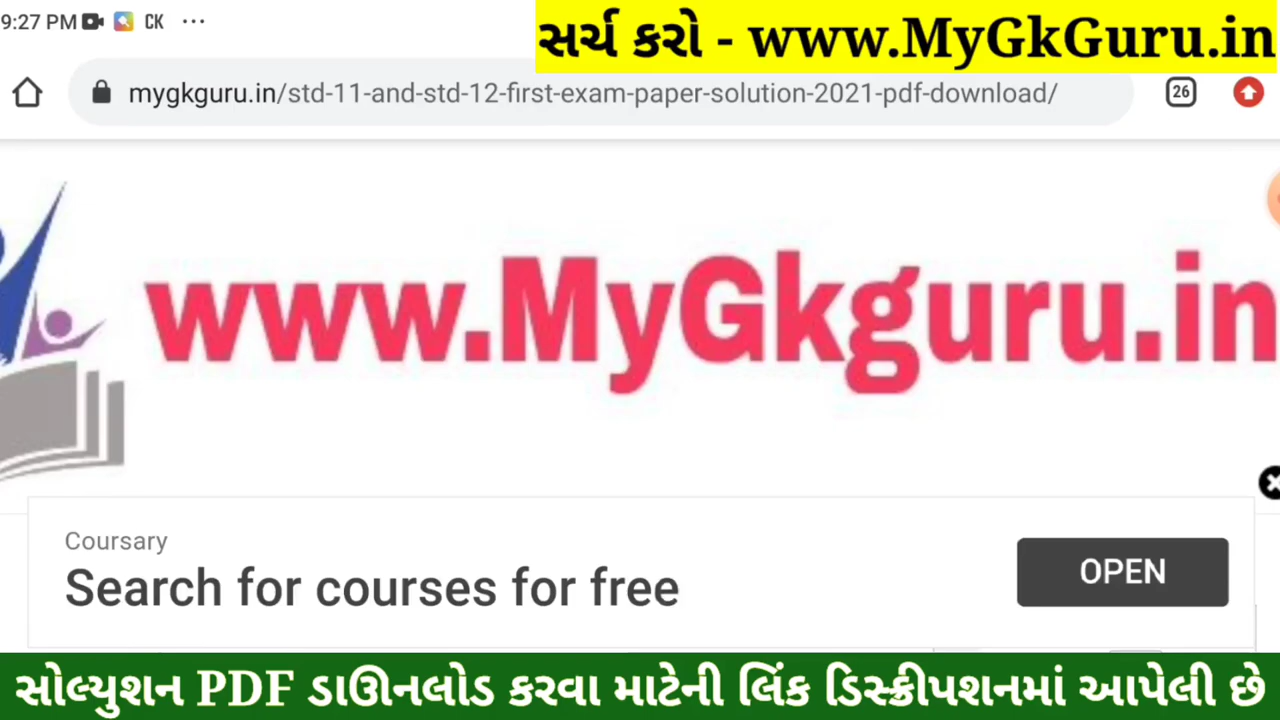 9:27 PM CK ...
સર્ચ કરો - www.MyGkGuru.in
mygkguru.in/std-11-and-std-12-first-exam-paper-solution-2021-pdf-download/ 26
www.MyGkguru.in
Coursary
Search for courses for free
OPEN
સોલ્યુશન PDF ડાઊનલોડ કરવા માટેની લિંક ડિસ્ક્રીપશનમાં આપેલી છે